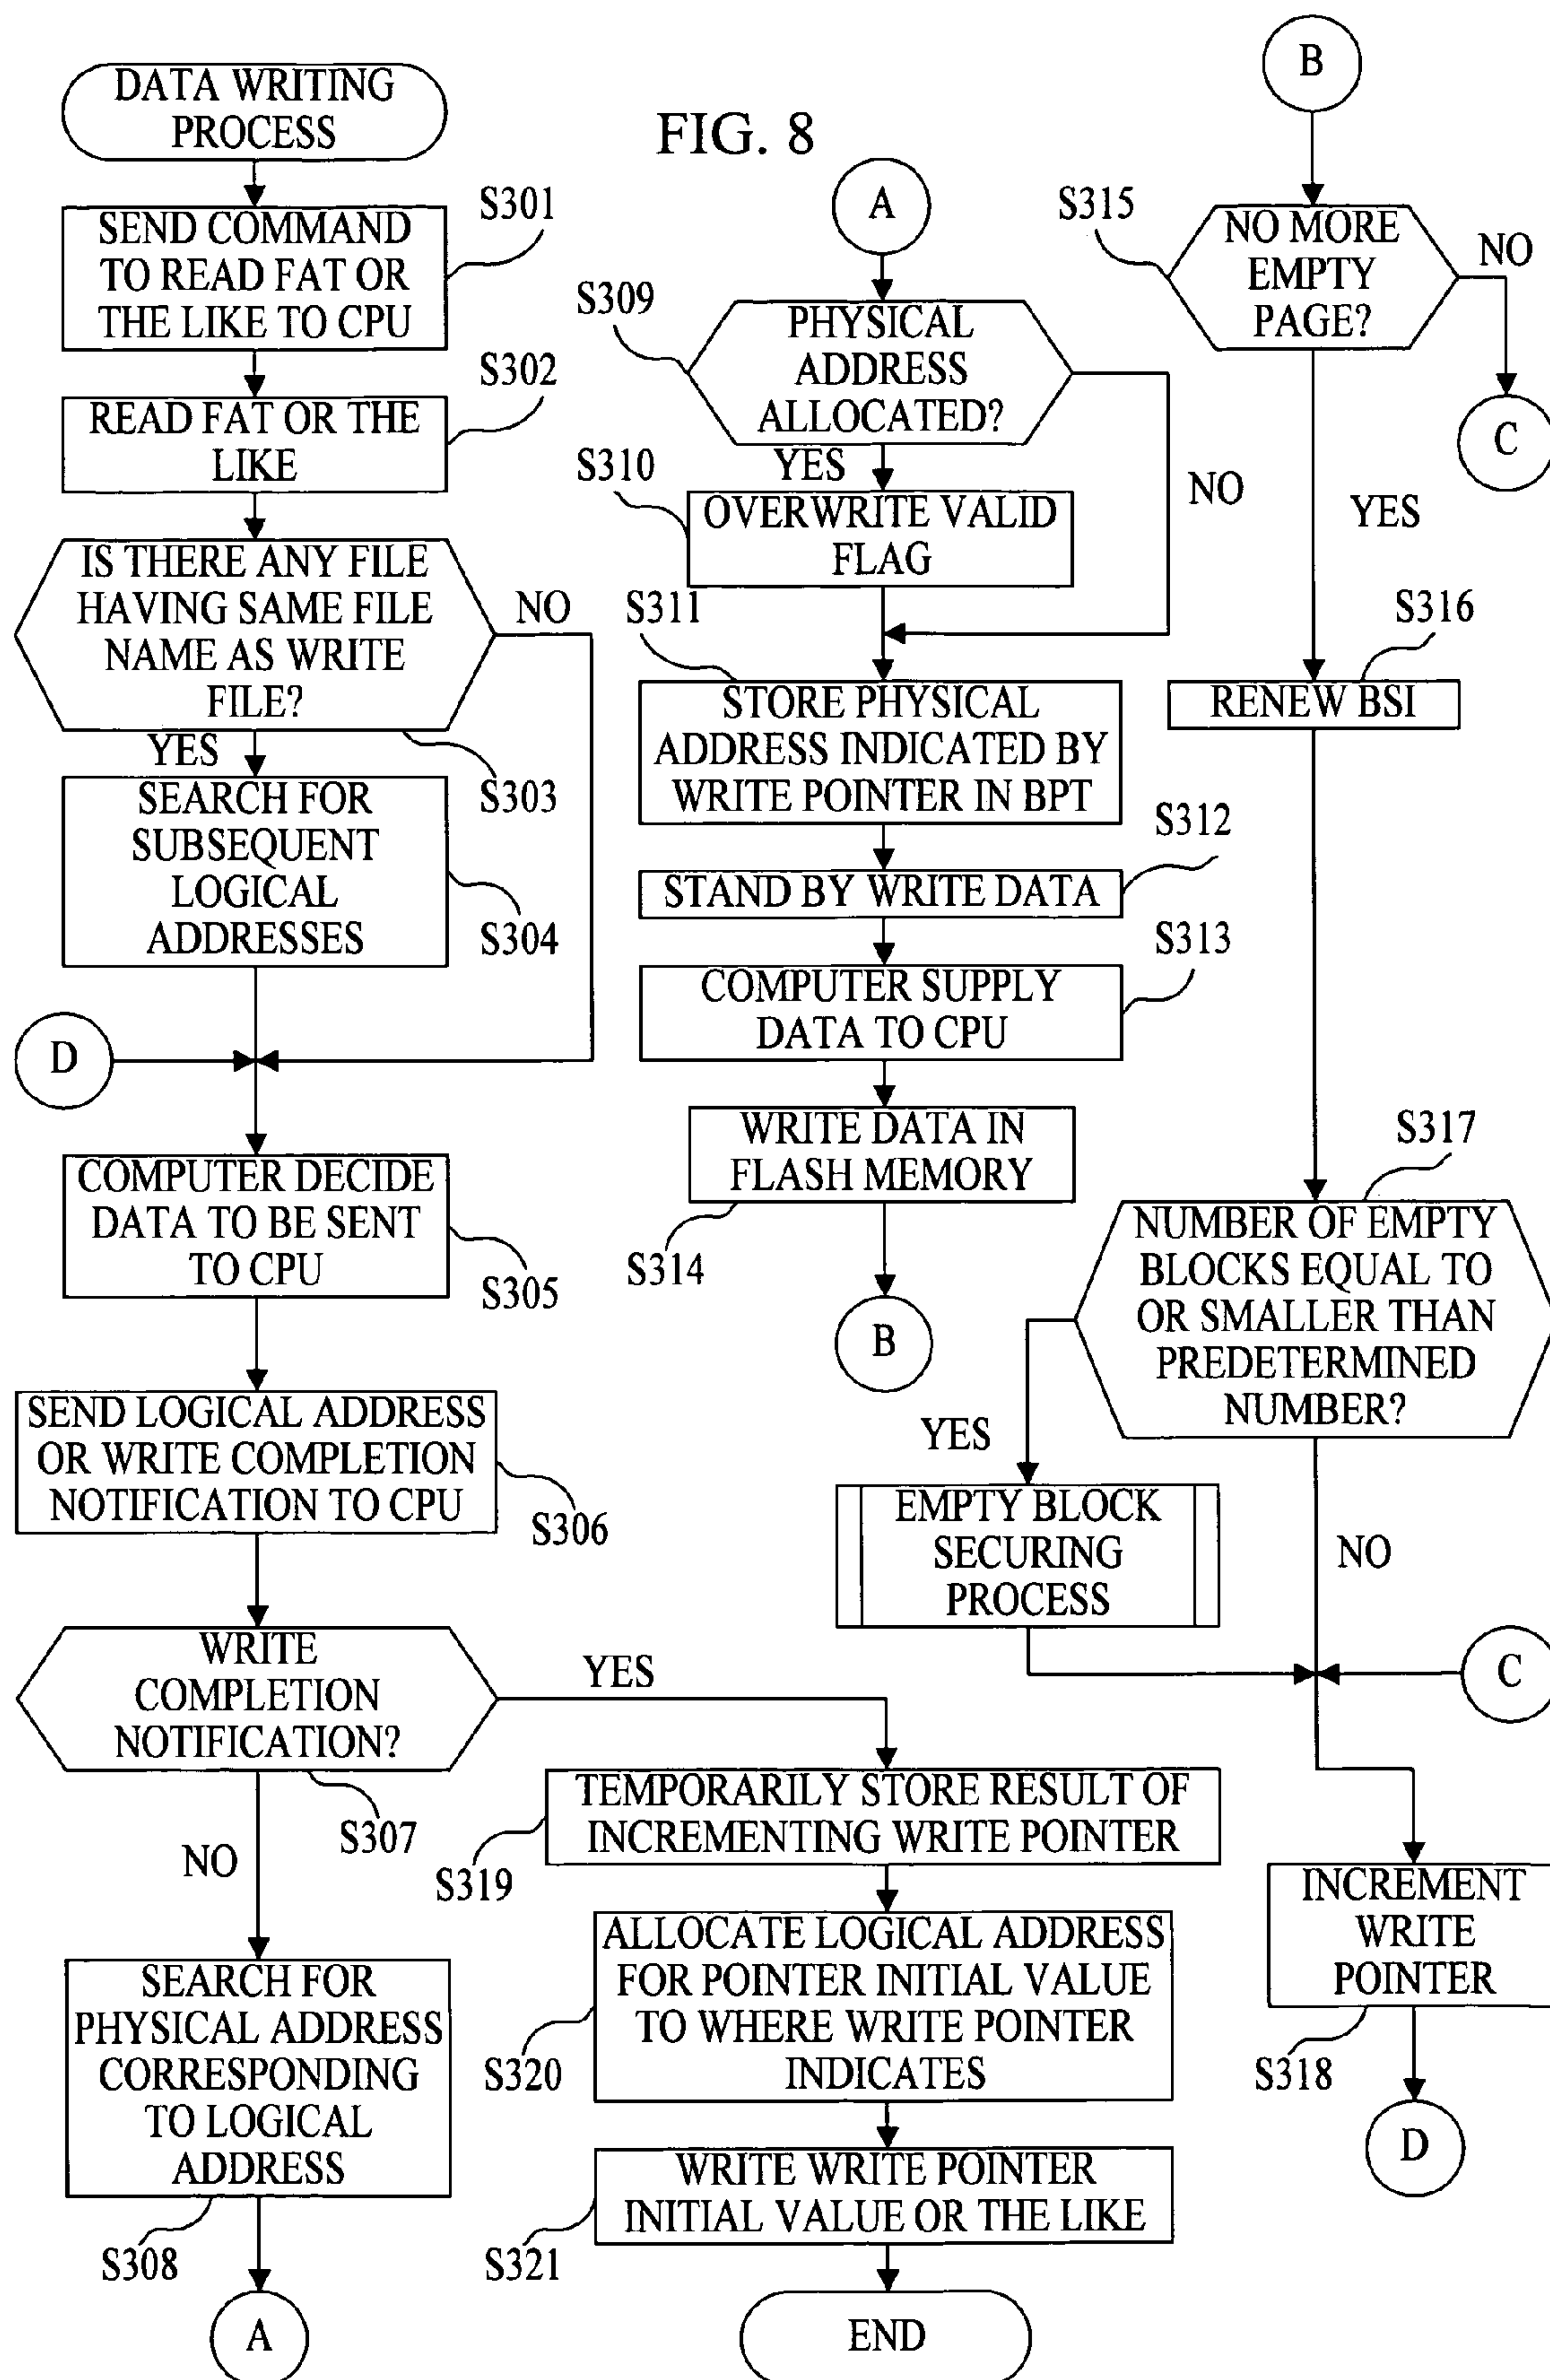 FIG. 8
DATA WRITING
PROCESS
S301
SEND COMMAND
TO READ FAT OR
THE LIKE TO CPU
S302
READ FAT OR THE
LIKE
IS THERE ANY FILE
HAVING SAME FILE
NAME AS WRITE
FILE?
NO
YES
S303
SEARCH FOR
SUBSEQUENT
LOGICAL
ADDRESSES
S304
D
COMPUTER DECIDE
DATA TO BE SENT
TO CPU
S305
SEND LOGICAL ADDRESS
OR WRITE COMPLETION
NOTIFICATION TO CPU
S306
WRITE
COMPLETION
NOTIFICATION?
YES
S307
NO
SEARCH FOR
PHYSICAL ADDRESS
CORRESPONDING
TO LOGICAL
ADDRESS
S308
A
A
S309
PHYSICAL
ADDRESS
ALLOCATED?
YES
NO
S310
OVERWRITE VALID
FLAG
S311
STORE PHYSICAL
ADDRESS INDICATED BY
WRITE POINTER IN BPT
S312
STAND BY WRITE DATA
S313
COMPUTER SUPPLY
DATA TO CPU
WRITE DATA IN
FLASH MEMORY
S314
B
B
S315
NO MORE
EMPTY
PAGE?
NO
C
YES
S316
RENEW BSI
S317
NUMBER OF EMPTY
BLOCKS EQUAL TO
OR SMALLER THAN
PREDETERMINED
NUMBER?
YES
EMPTY BLOCK
SECURING
PROCESS
NO
C
INCREMENT
WRITE
POINTER
S318
D
TEMPORARILY STORE RESULT OF
INCREMENTING WRITE POINTER
S319
ALLOCATE LOGICAL ADDRESS
FOR POINTER INITIAL VALUE
TO WHERE WRITE POINTER
INDICATES
S320
WRITE WRITE POINTER
INITIAL VALUE OR THE LIKE
S321
END